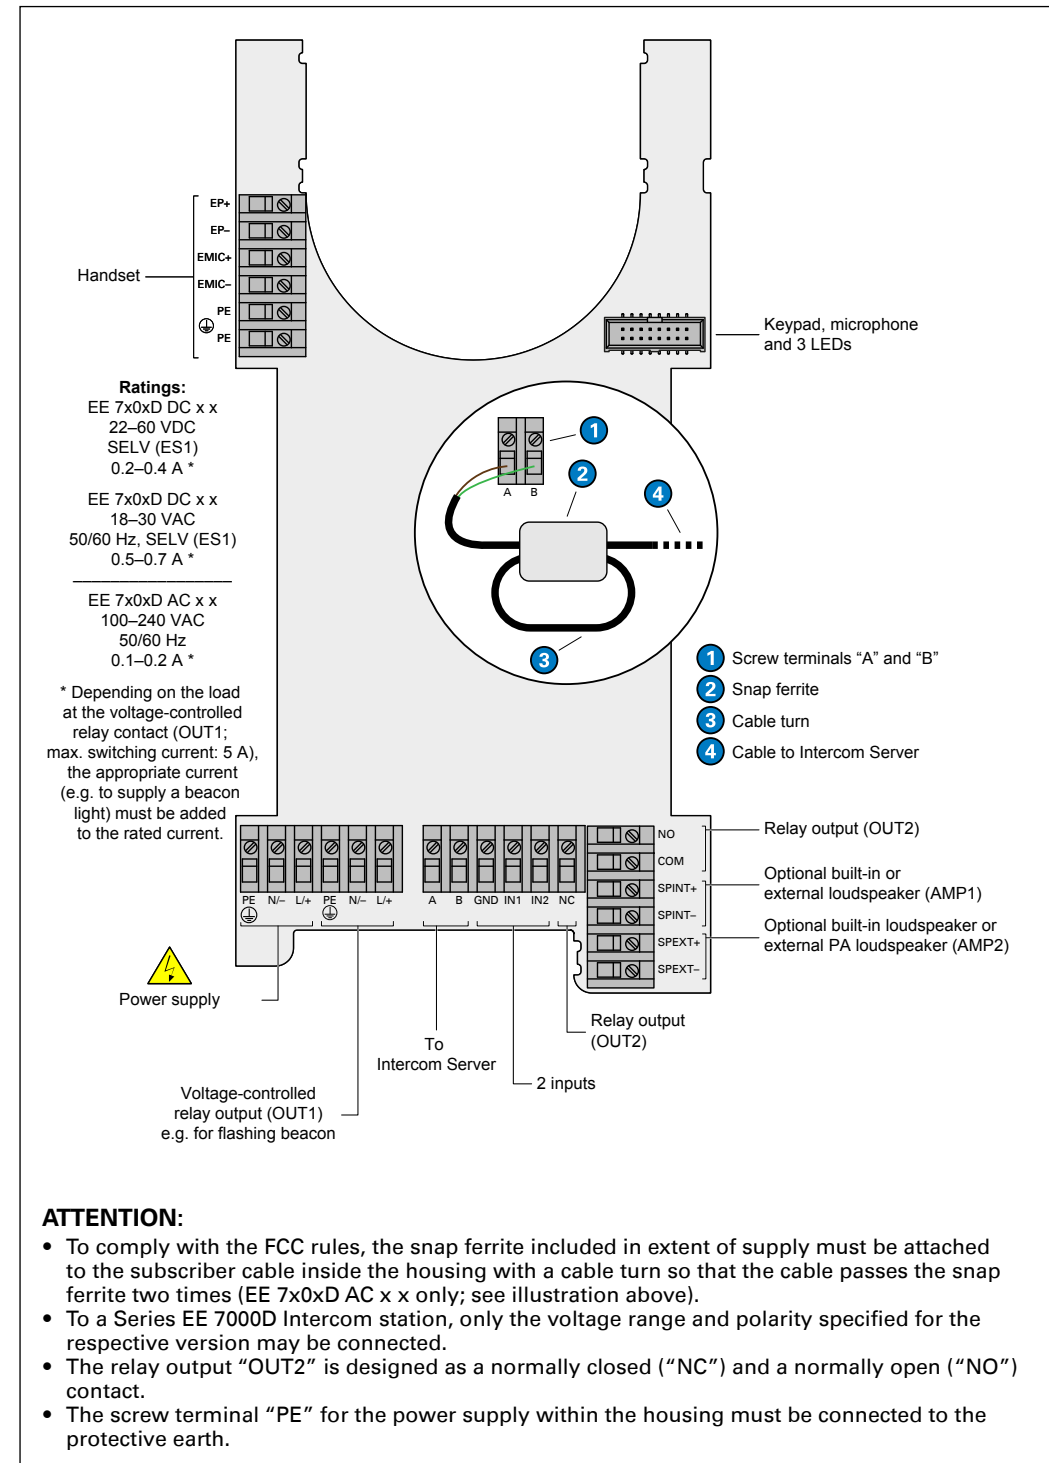 EP+
EP–
EMIC+
EMIC–
PE
PE
Handset
Keypad, microphone
and 3 LEDs
Ratings:
EE 7x0xD DC x x
22–60 VDC
SELV (ES1)
0.2–0.4 A *
EE 7x0xD DC x x
18–30 VAC
50/60 Hz, SELV (ES1)
0.5–0.7 A *
EE 7x0xD AC x x
100–240 VAC
50/60 Hz
0.1–0.2 A *
* Depending on the load
at the voltage-controlled
relay contact (OUT1;
max. switching current: 5 A),
the appropriate current
(e.g. to supply a beacon
light) must be added
to the rated current.
1
2
A B
4
3
1 Screw terminals “A” and “B”
2 Snap ferrite
3 Cable turn
4 Cable to Intercom Server
NO
COM
SPINT+
SPINT–
SPEXT+
SPEXT–
Relay output (OUT2)
Optional built-in or
external loudspeaker (AMP1)
Optional built-in loudspeaker or
external PA loudspeaker (AMP2)
PE N/– L/+ PE N/– L/+ A B GND IN1 IN2 NC
Power supply
To
Intercom Server
Relay output
(OUT2)
2 inputs
Voltage-controlled
relay output (OUT1)
e.g. for flashing beacon
ATTENTION:
• To comply with the FCC rules, the snap ferrite included in extent of supply must be attached
to the subscriber cable inside the housing with a cable turn so that the cable passes the snap
ferrite two times (EE 7x0xD AC x x only; see illustration above).
• To a Series EE 7000D Intercom station, only the voltage range and polarity specified for the
respective version may be connected.
• The relay output “OUT2” is designed as a normally closed (“NC”) and a normally open (“NO”)
contact.
• The screw terminal “PE” for the power supply within the housing must be connected to the
protective earth.